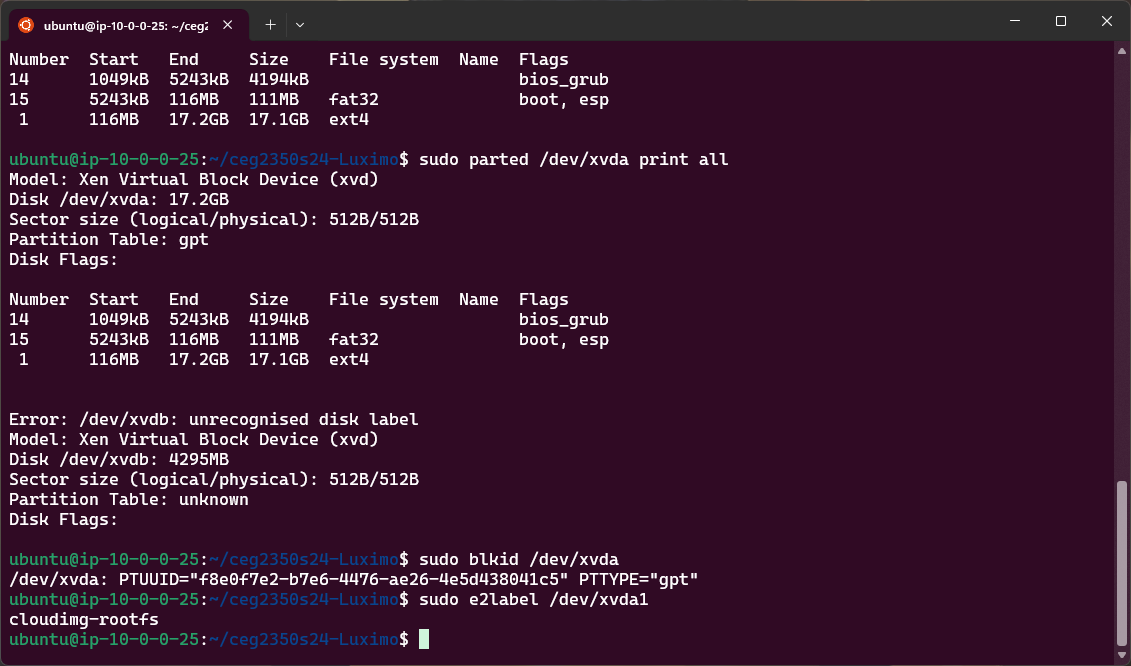 ubuntu@ip-10-0-0-25: ~/ceg2
Number  Start   End     Size    File system  Name  Flags
14      1049kB  5243kB  4194kB                     bios_grub
15      5243kB  116MB   111MB   fat32              boot, esp
 1      116MB   17.2GB  17.1GB  ext4
ubuntu@ip-10-0-0-25:~/ceg2350s24-Luximo$ sudo parted /dev/xvda print all
Model: Xen Virtual Block Device (xvd)
Disk /dev/xvda: 17.2GB
Sector size (logical/physical): 512B/512B
Partition Table: gpt
Disk Flags:
Number  Start   End     Size    File system  Name  Flags
14      1049kB  5243kB  4194kB                     bios_grub
15      5243kB  116MB   111MB   fat32              boot, esp
 1      116MB   17.2GB  17.1GB  ext4
Error: /dev/xvdb: unrecognised disk label
Model: Xen Virtual Block Device (xvd)
Disk /dev/xvdb: 4295MB
Sector size (logical/physical): 512B/512B
Partition Table: unknown
Disk Flags:
ubuntu@ip-10-0-0-25:~/ceg2350s24-Luximo$ sudo blkid /dev/xvda
/dev/xvda: PTUUID="f8e0f7e2-b7e6-4476-ae26-4e5d438041c5" PTTYPE="gpt"
ubuntu@ip-10-0-0-25:~/ceg2350s24-Luximo$ sudo e2label /dev/xvda1
cloudimg-rootfs
ubuntu@ip-10-0-0-25:~/ceg2350s24-Luximo$